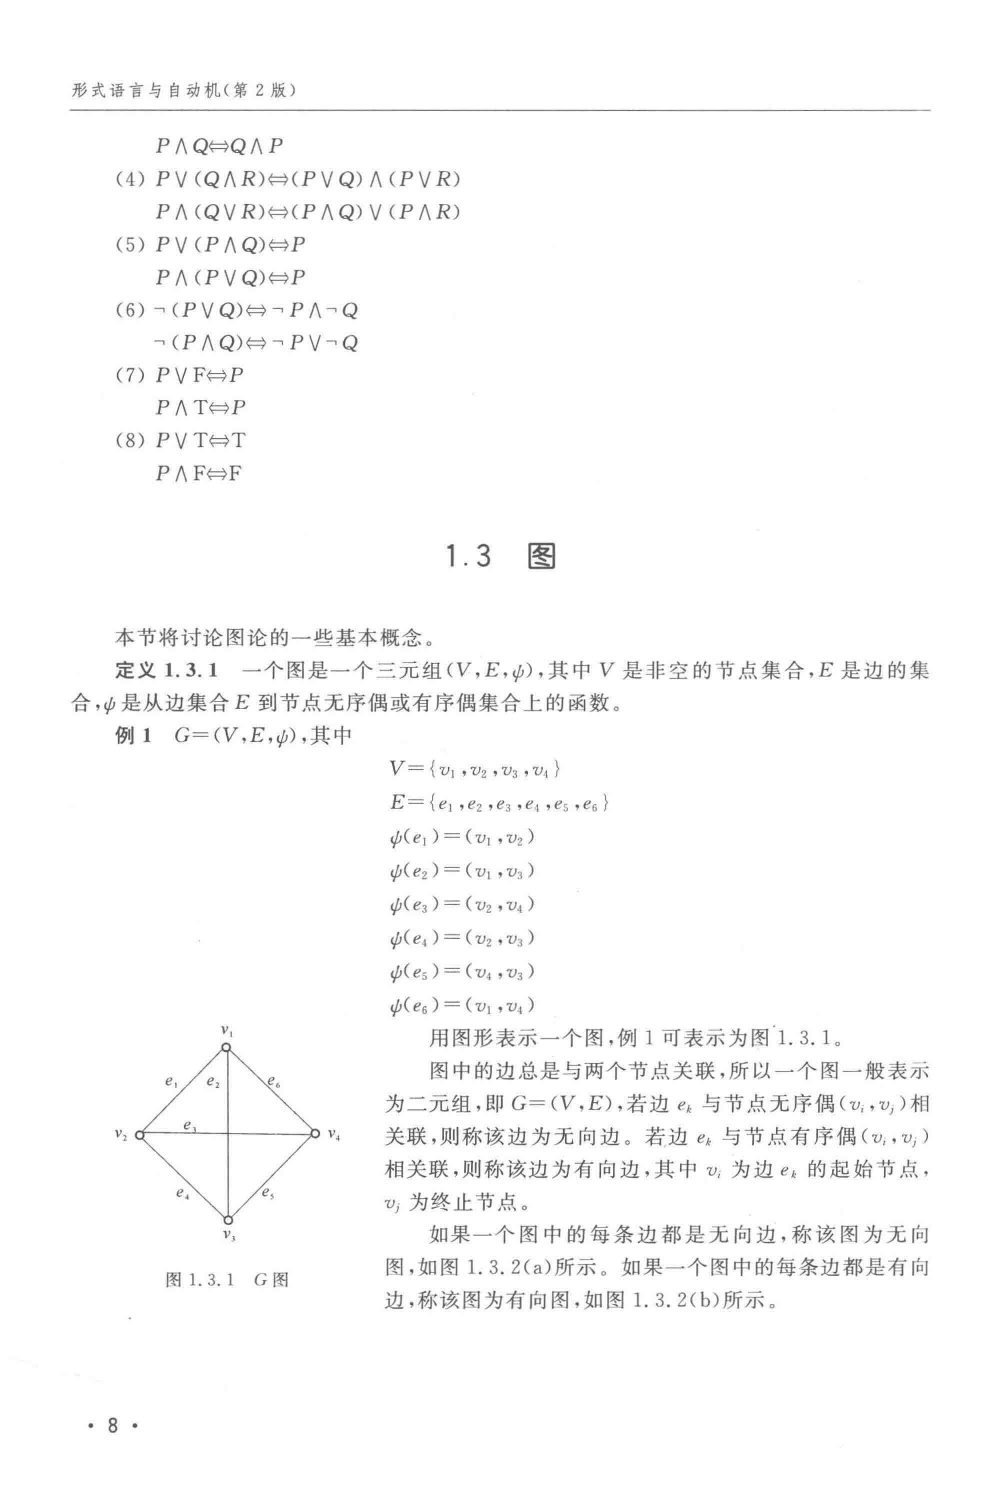 形式语言与自动机(第2版)
P∧Q⇔Q∧P
(4) P∨(Q∧R)⇔(P∨Q)∧(P∨R)
P∧(Q∨R)⇔(P∧Q)∨(P∧R)
(5) P∨(P∧Q)⇔P
P∧(P∨Q)⇔P
(6) ¬(P∨Q)⇔¬P∧¬Q
¬(P∧Q)⇔¬P∨¬Q
(7) P∨F⇔P
P∧T⇔P
(8) P∨T⇔T
P∧F⇔F
1.3 图
本节将讨论图论的一些基本概念。
定义1.3.1 一个图是一个三元组(V,E,ψ),其中 V 是非空的节点集合,E 是边的集
合,ψ是从边集合 E 到节点无序偶或有序偶集合上的函数。
例1 G=(V,E,ψ),其中
V={v₁,v₂,v₃,v₄}
E={e₁,e₂,e₃,e₄,e₅,e₆}
ψ(e₁)=(v₁,v₂)
ψ(e₂)=(v₁,v₃)
ψ(e₃)=(v₂,v₄)
ψ(e₄)=(v₂,v₃)
ψ(e₅)=(v₄,v₃)
ψ(e₆)=(v₁,v₄)
v₁
e₁ e₂ e₆
v₂ e₃ v₄
e₄ e₅
v₃
图1.3.1 G图
用图形表示一个图,例1可表示为图1.3.1。
图中的边总是与两个节点关联,所以一个图一般表示
为二元组,即 G=(V,E),若边 eₖ 与节点无序偶(vᵢ,vⱼ)相
关联,则称该边为无向边。若边 eₖ 与节点有序偶(vᵢ,vⱼ)
相关联,则称该边为有向边,其中 vᵢ 为边 eₖ 的起始节点,
vⱼ 为终止节点。
如果一个图中的每条边都是无向边,称该图为无向
图,如图1.3.2(a)所示。如果一个图中的每条边都是有向
边,称该图为有向图,如图1.3.2(b)所示。
· 8 ·